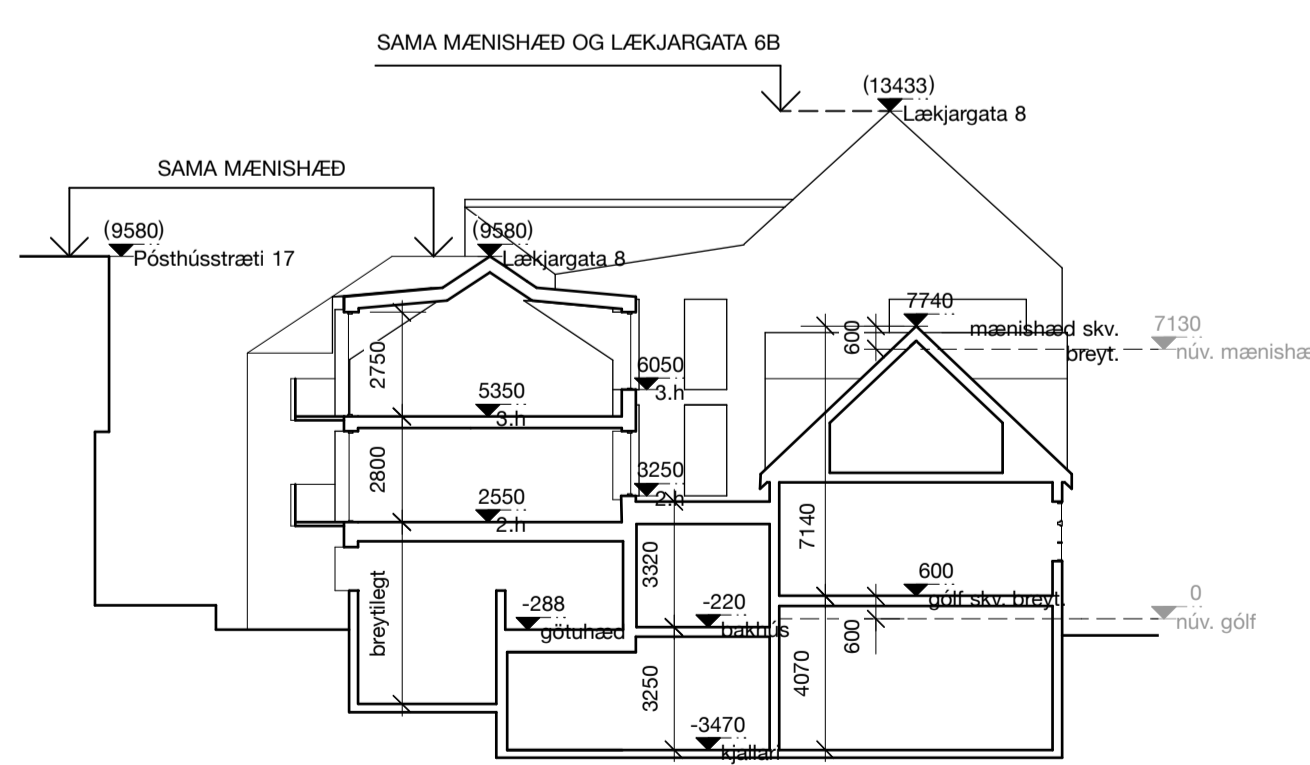 SAMA MÆNISHÆÐ OG LÆKJARGATA 6B
(13433)
Lækjargata 8
SAMA MÆNISHÆÐ
(9580)
Pósthússtræti 17
(9580)
Lækjargata 8
7740
mænishæð skv.
breyt.
600
7130
núv. mænishæ
2750
6050
3.h
5350
3.h
2800
3250
2.h
2550
2.h
7140
3320
breytilegt
600
gólf skv. breyt.
0
núv. gólf
-288
götuhæð
-220
bakhús
600
3250
4070
-3470
kjallari